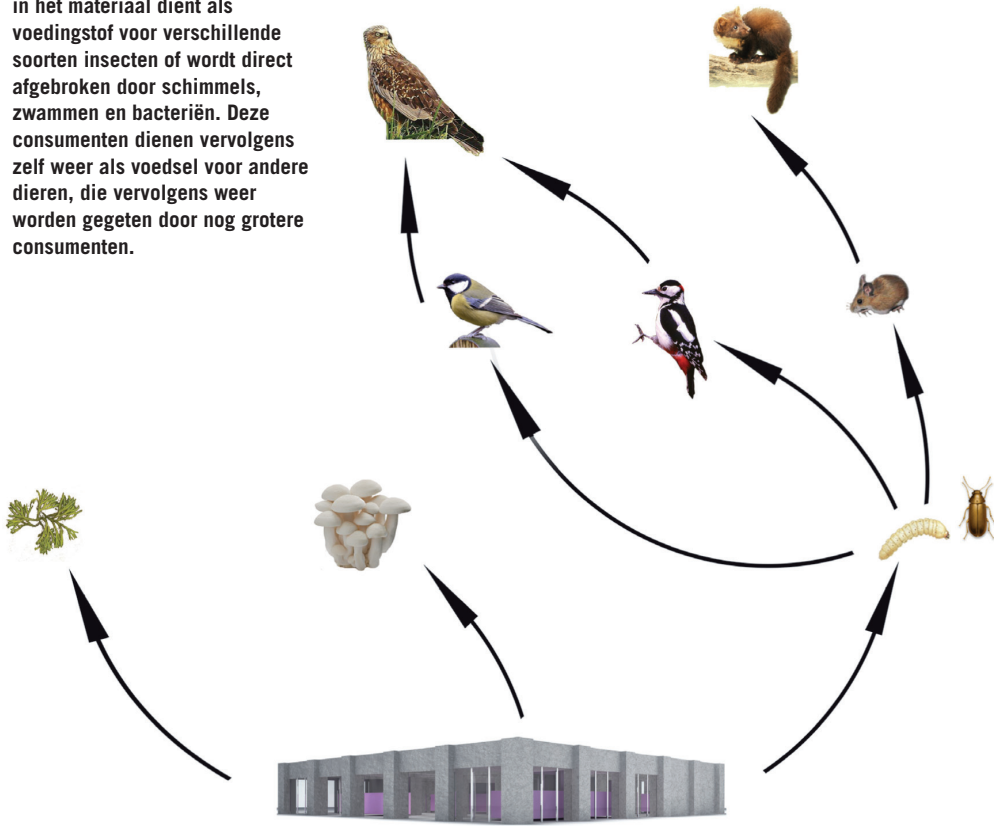 in het materiaal dient als
voedingstof voor verschillende
soorten insecten of wordt direct
afgebroken door schimmels,
zwammen en bacteriën. Deze
consumenten dienen vervolgens
zelf weer als voedsel voor andere
dieren, die vervolgens weer
worden gegeten door nog grotere
consumenten.